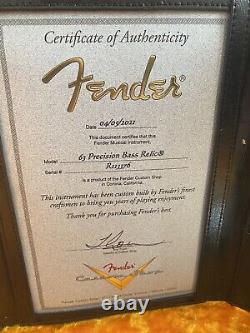 Certificate of Authenticity
Fender®
Date 04/05/2021
This document certifies that this
Fender Musical Instrument,
Model 63 Precision Bass Relic®
Serial #
is a product of the Fender Custom Shop
in Corona, California.
This instrument has been custom built by Fender's finest
craftsmen to bring you years of playing enjoyment.
Thank you for purchasing Fender's best.
Fender
Custom Shop